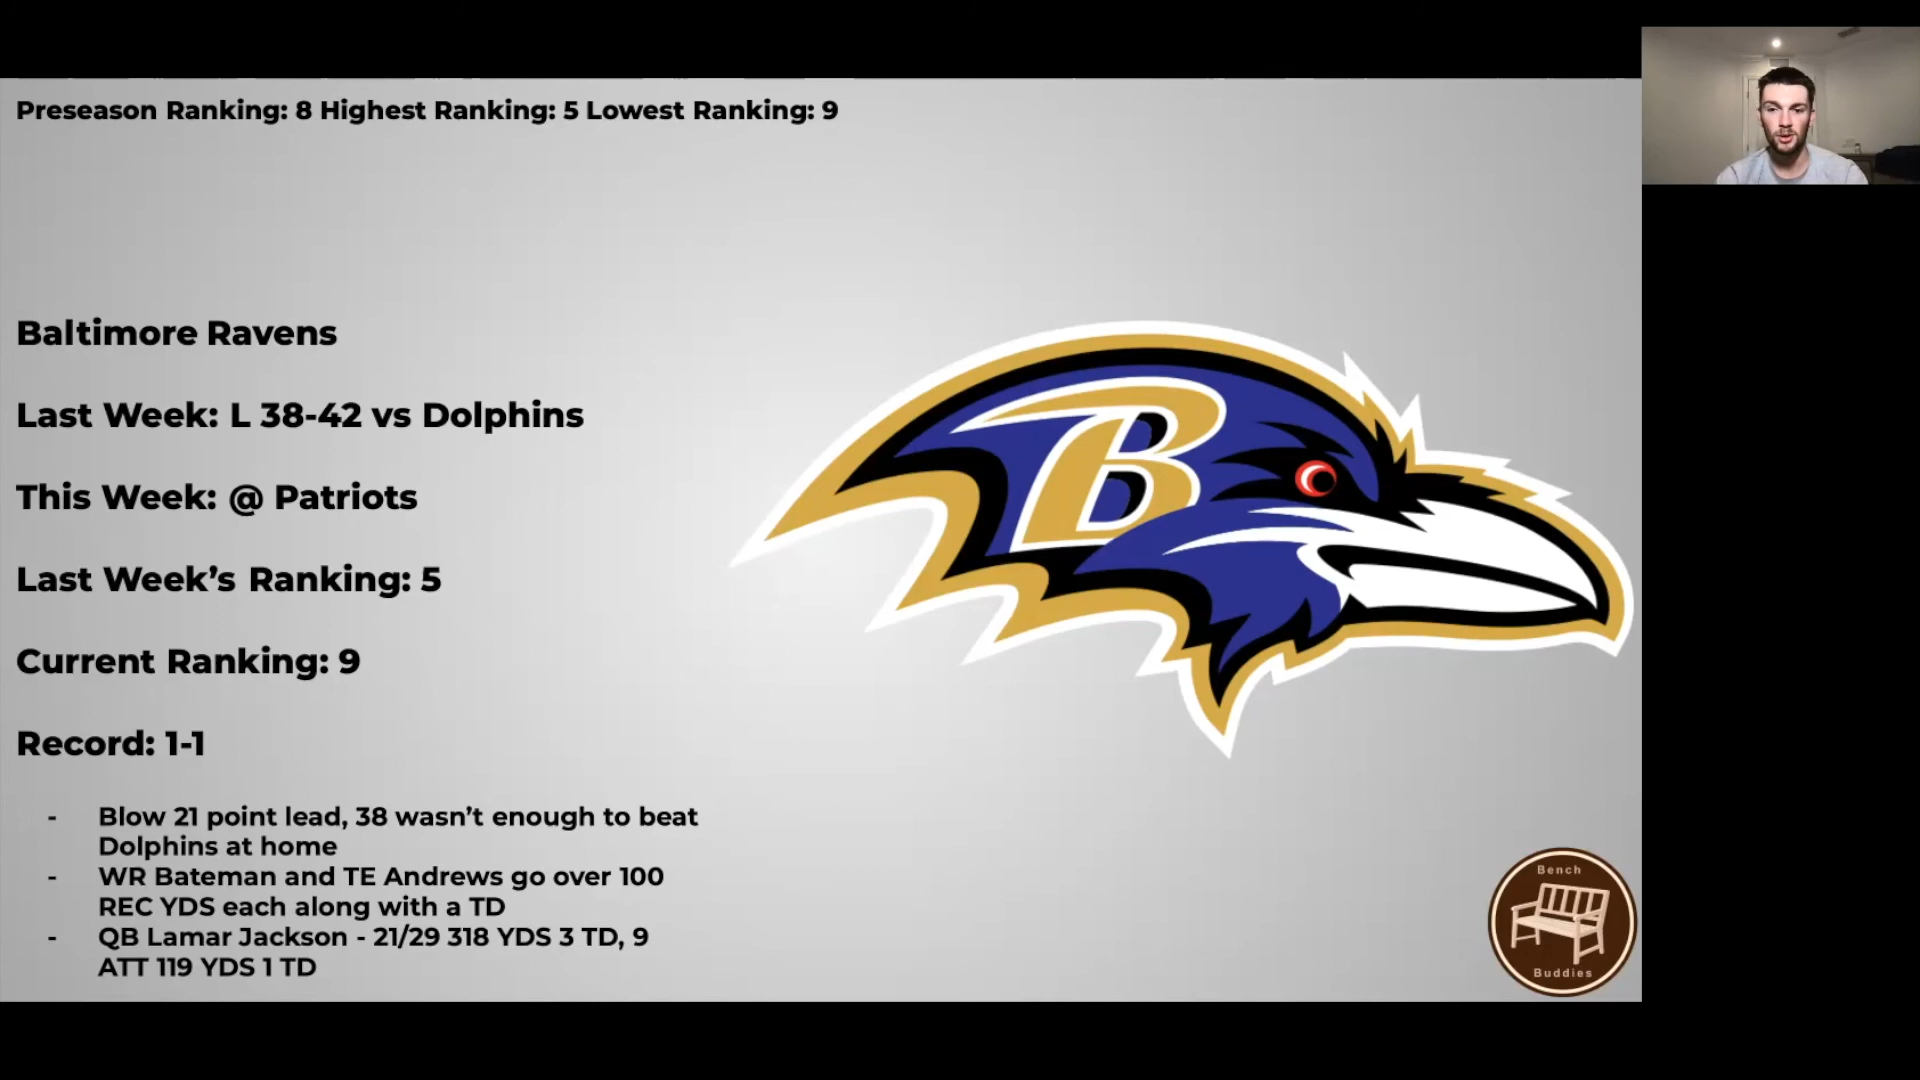 Preseason Ranking: 8 Highest Ranking: 5 Lowest Ranking: 9
Baltimore Ravens
Last Week: L 38-42 vs Dolphins
This Week: @ Patriots
Last Week’s Ranking: 5
Current Ranking: 9
Record: 1-1
- Blow 21 point lead, 38 wasn’t enough to beat
Dolphins at home
- WR Bateman and TE Andrews go over 100
REC YDS each along with a TD
- QB Lamar Jackson - 21/29 318 YDS 3 TD, 9
ATT 119 YDS 1 TD
B
Bench
Buddies